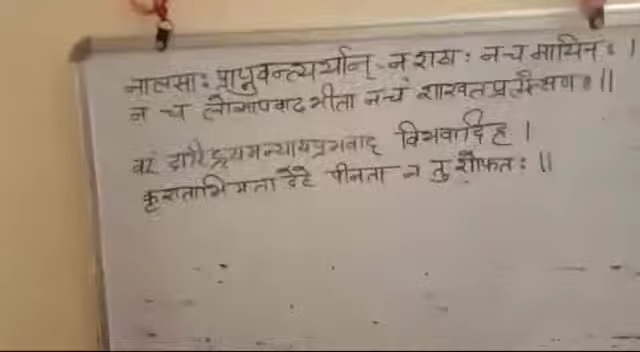 नालसाः प्राप्नुवन्त्यर्थान् न शठाः न च मायिनः ।
न च लोकापवादभीता न च शाश्वतप्रतीक्षिणः ॥
वरं दारिद्र्यमन्यायप्रभवाद् विभवादिह ।
कृशताभिमता देहे पीनता न तु शोफतः ॥